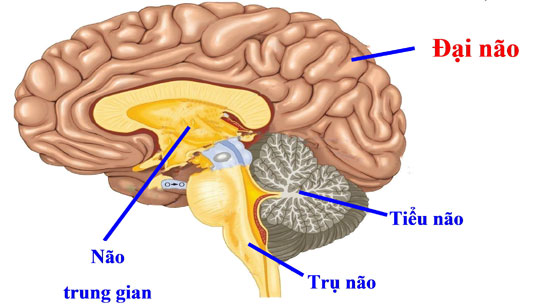 Đại não
Tiểu não
Não
trung gian
Trụ não